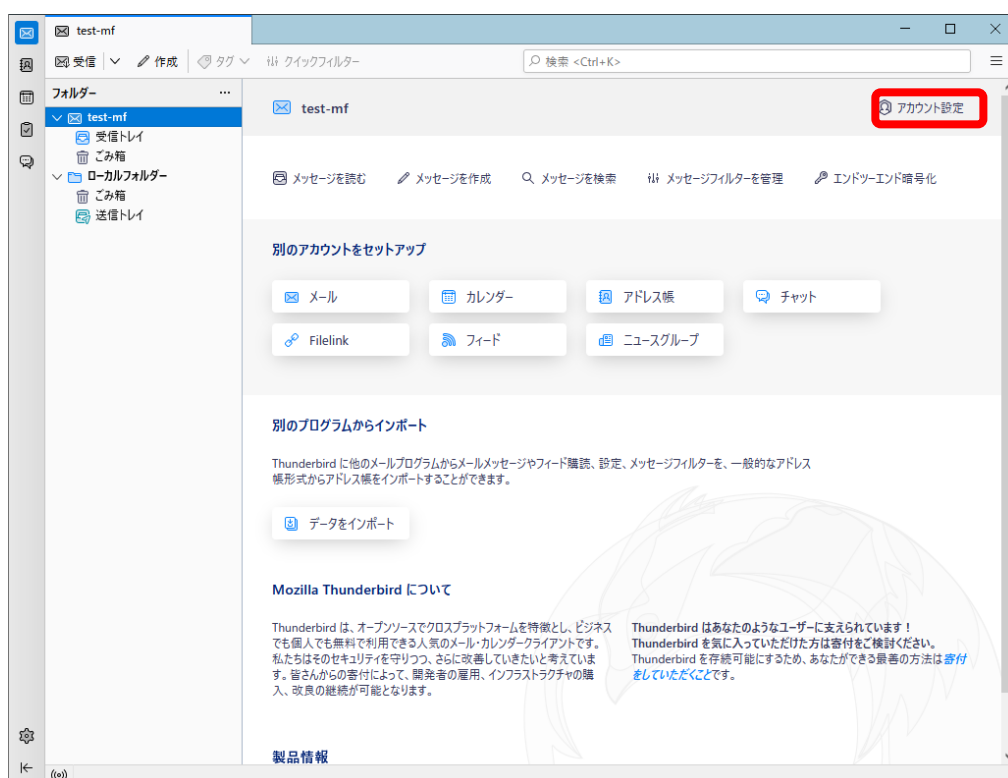 test-mf
受信
作成
タグ
クイックフィルター
検索 <Ctrl+K>
フォルダー
test-mf
受信トレイ
ごみ箱
ローカルフォルダー
ごみ箱
送信トレイ
test-mf
アカウント設定
メッセージを読む
メッセージを作成
メッセージを検索
メッセージフィルターを管理
エンドツーエンド暗号化
別のアカウントをセットアップ
メール
カレンダー
アドレス帳
チャット
Filelink
フィード
ニュースグループ
別のプログラムからインポート
Thunderbird に他のメールプログラムからメールメッセージやフィード購読、設定、メッセージフィルターを、一般的なアドレス
帳形式からアドレス帳をインポートすることができます。
データをインポート
Mozilla Thunderbird について
Thunderbird は、オープンソースでクロスプラットフォームを特徴とし、ビジネス
でも個人でも無料で利用できる人気のメール・カレンダークライアントです。
私たちはそのセキュリティを守りつつ、さらに改善していきたいと考えていま
す。皆さんからの寄付によって、開発者の雇用、インフラストラクチャの購
入、改良の継続が可能となります。
Thunderbird はあなたのようなユーザーに支えられています！
Thunderbird を気に入っていただけた方は寄付をご検討ください。
Thunderbird を存続可能にするため、あなたができる最善の方法は寄付
をしていただくことです。
製品情報